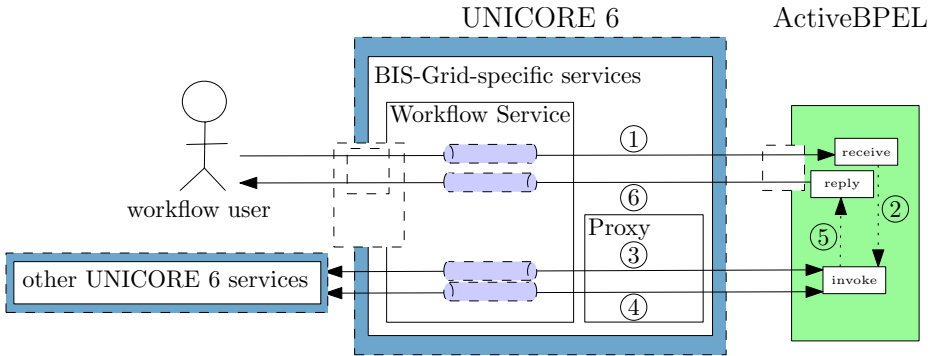 UNICORE 6
ActiveBPEL
BIS-Grid-specific services
Workflow Service
1
receive
reply
6
2
workflow user
Proxy
5
3
other UNICORE 6 services
invoke
4